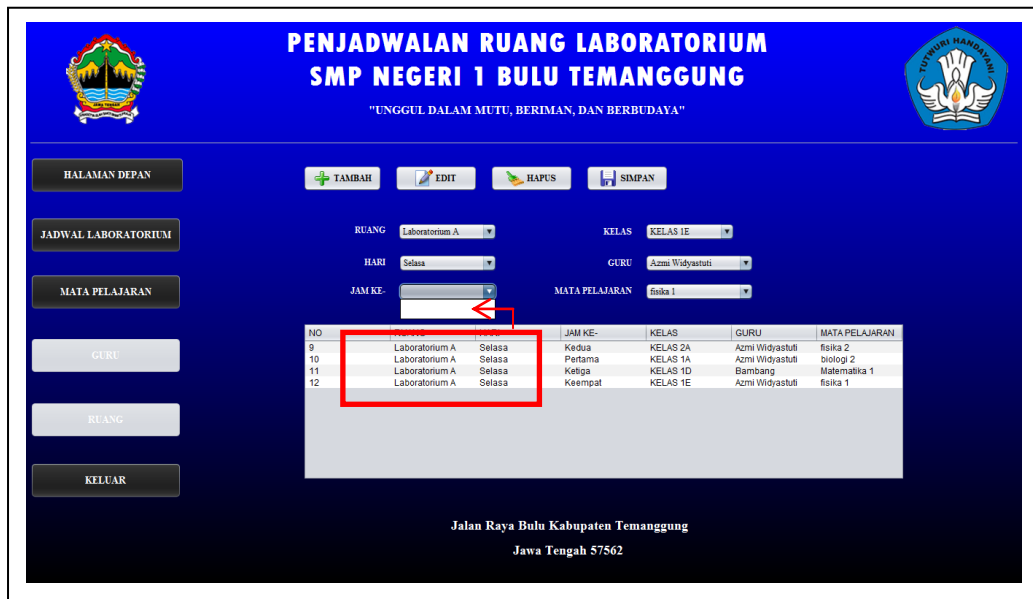 PENJADWALAN RUANG LABORATORIUM
SMP NEGERI 1 BULU TEMANGGUNG
"UNGGUL DALAM MUTU, BERIMAN, DAN BERBUDAYA"
TUTWURI HANDAYANI
HALAMAN DEPAN
JADWAL LABORATORIUM
MATA PELAJARAN
GURU
RUANG
KELUAR
TAMBAH EDIT HAPUS SIMPAN
RUANG Laboratorium A KELAS KELAS 1E
HARI Selasa GURU Azmi Widyastuti
JAM KE- MATA PELAJARAN fisika 1
NO RUANG HARI JAM KE- KELAS GURU MATA PELAJARAN
9 Laboratorium A Selasa Kedua KELAS 2A Azmi Widyastuti fisika 2
10 Laboratorium A Selasa Pertama KELAS 1A Azmi Widyastuti biologi 2
11 Laboratorium A Selasa Ketiga KELAS 1D Bambang Matematika 1
12 Laboratorium A Selasa Keempat KELAS 1E Azmi Widyastuti fisika 1
Jalan Raya Bulu Kabupaten Temanggung
Jawa Tengah 57562